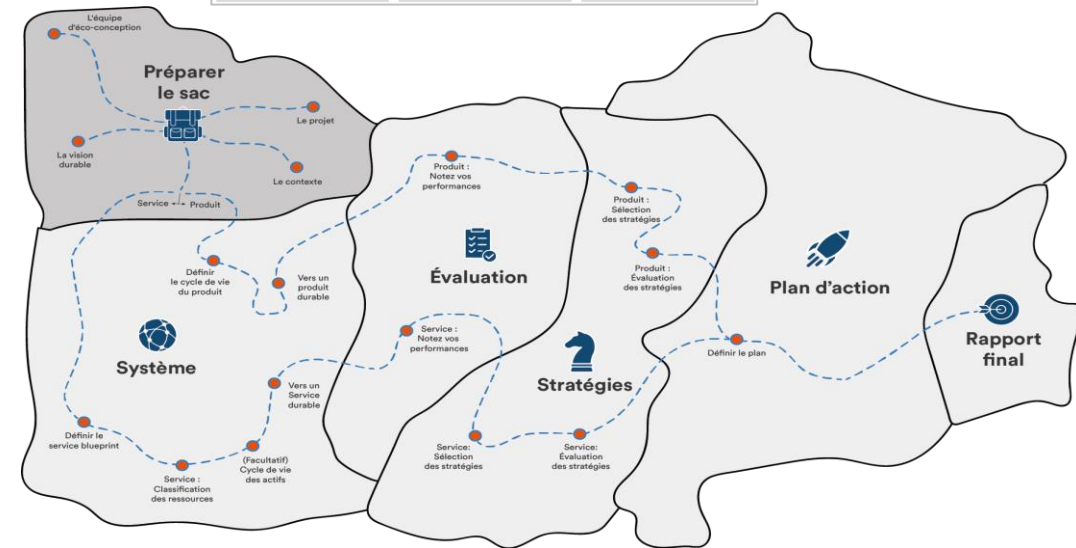 L'équipe
d'éco-conception
Préparer
le sac
Le projet
La vision
durable
Le contexte
Service
Produit
Définir
le cycle de vie
du produit
Vers un
produit
durable
Système
Définir le
service blueprint
Service :
Classification
des ressources
(Facultatif)
Cycle de vie
des actifs
Vers un
Service
durable
Produit :
Notez vos
performances
Évaluation
Service :
Notez vos
performances
Produit :
Sélection
des stratégies
Produit :
Évaluation
des stratégies
Stratégies
Service:
Sélection
des stratégies
Service:
Évaluation
des stratégies
Plan d'action
Définir le plan
Rapport
final